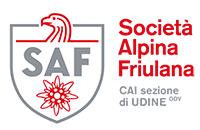 SAF
Società
Alpina
Friulana
CAI sezione
di UDINE ODV